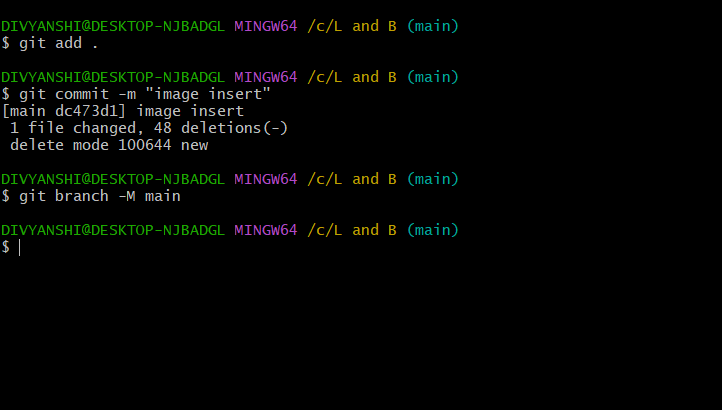 DIVYANSHI@DESKTOP-NJBADGL MINGW64 /c/L and B (main)
$ git add .
DIVYANSHI@DESKTOP-NJBADGL MINGW64 /c/L and B (main)
$ git commit -m "image insert"
[main dc473d1] image insert
 1 file changed, 48 deletions(-)
 delete mode 100644 new
DIVYANSHI@DESKTOP-NJBADGL MINGW64 /c/L and B (main)
$ git branch -M main
DIVYANSHI@DESKTOP-NJBADGL MINGW64 /c/L and B (main)
$